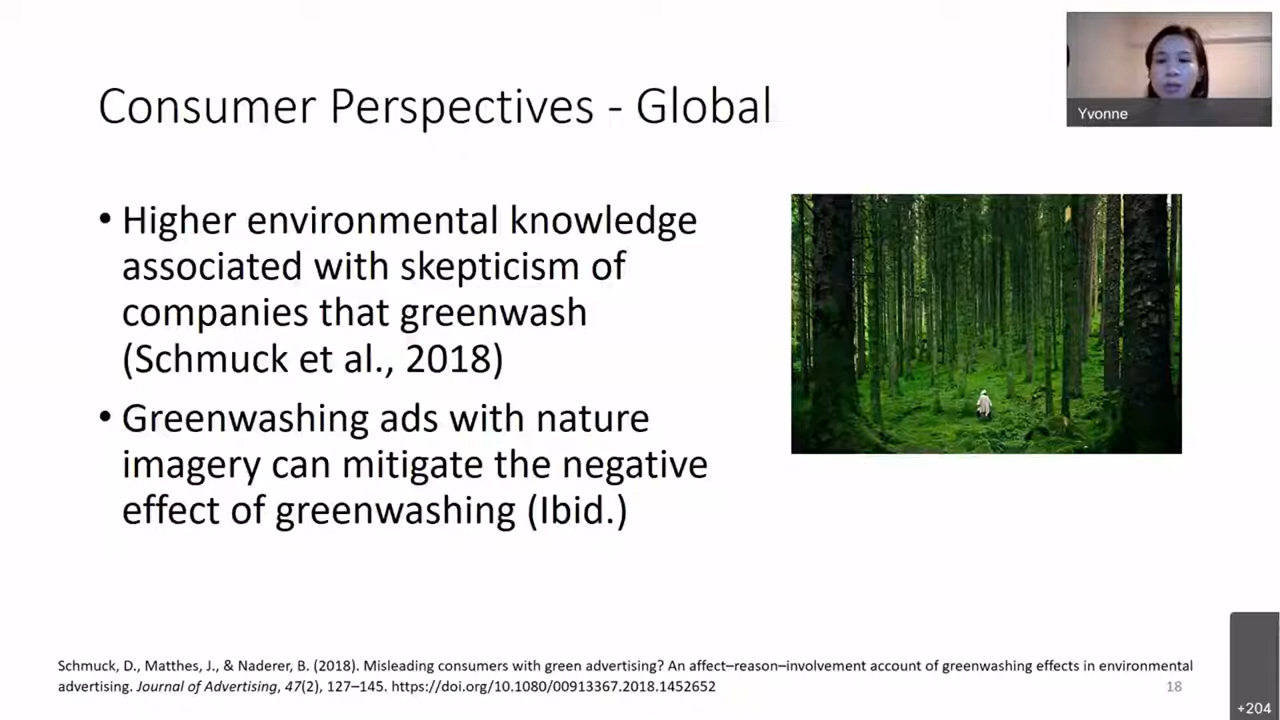 Consumer Perspectives - Global
Yvonne
• Higher environmental knowledge
associated with skepticism of
companies that greenwash
(Schmuck et al., 2018)
• Greenwashing ads with nature
imagery can mitigate the negative
effect of greenwashing (Ibid.)
Schmuck, D., Matthes, J., & Naderer, B. (2018). Misleading consumers with green advertising? An affect–reason–involvement account of greenwashing effects in environmental
advertising. Journal of Advertising, 47(2), 127–145. https://doi.org/10.1080/00913367.2018.1452652
18
+204